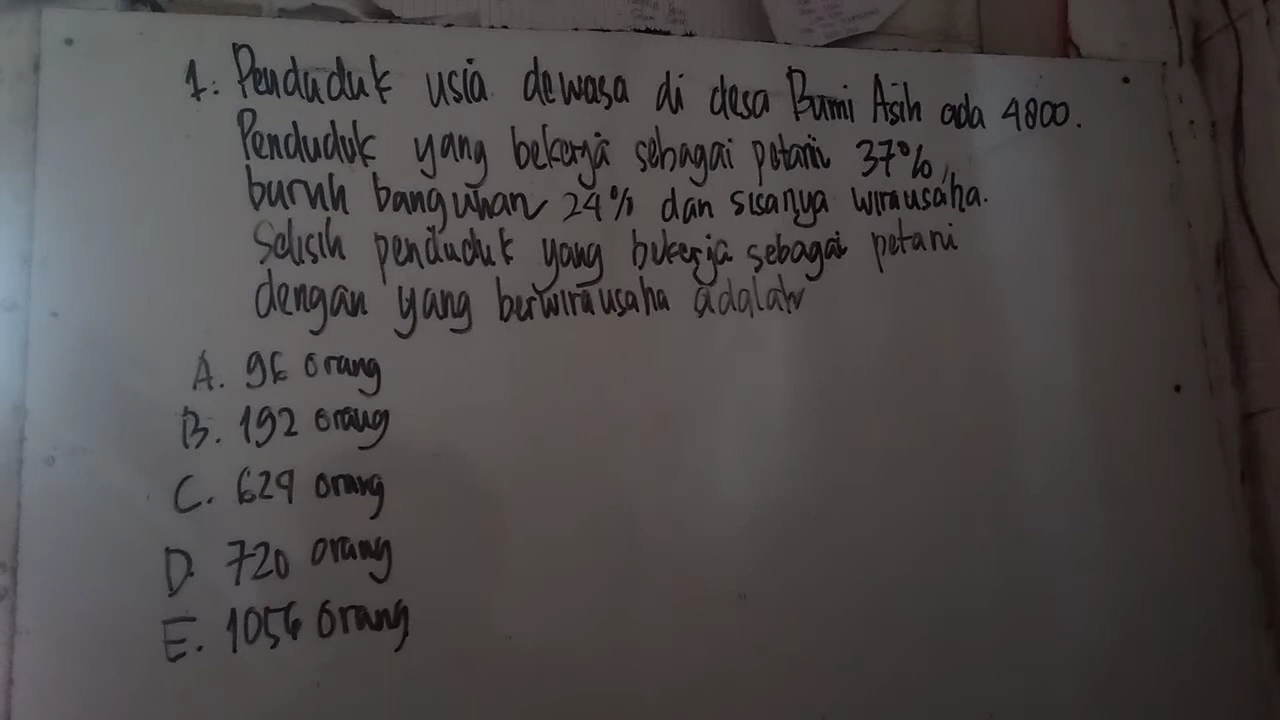 1. Penduduk usia dewasa di desa Bumi Asih ada 4800.
Penduduk yang bekerja sebagai petani 37%,
buruh bangunan 24% dan sisanya wirausaha.
Selisih penduduk yang bekerja sebagai petani
dengan yang berwirausaha adalah
A. 96 orang
B. 192 orang
C. 624 orang
D. 720 orang
E. 1056 orang